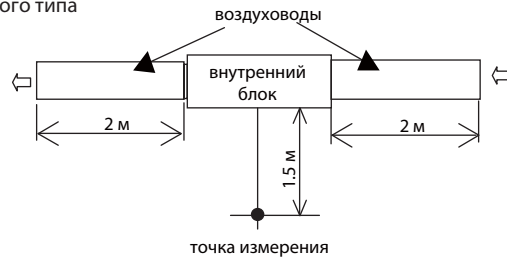 ого типа
воздуховоды
внутренний
блок
2 м
2 м
1.5 м
точка измерения